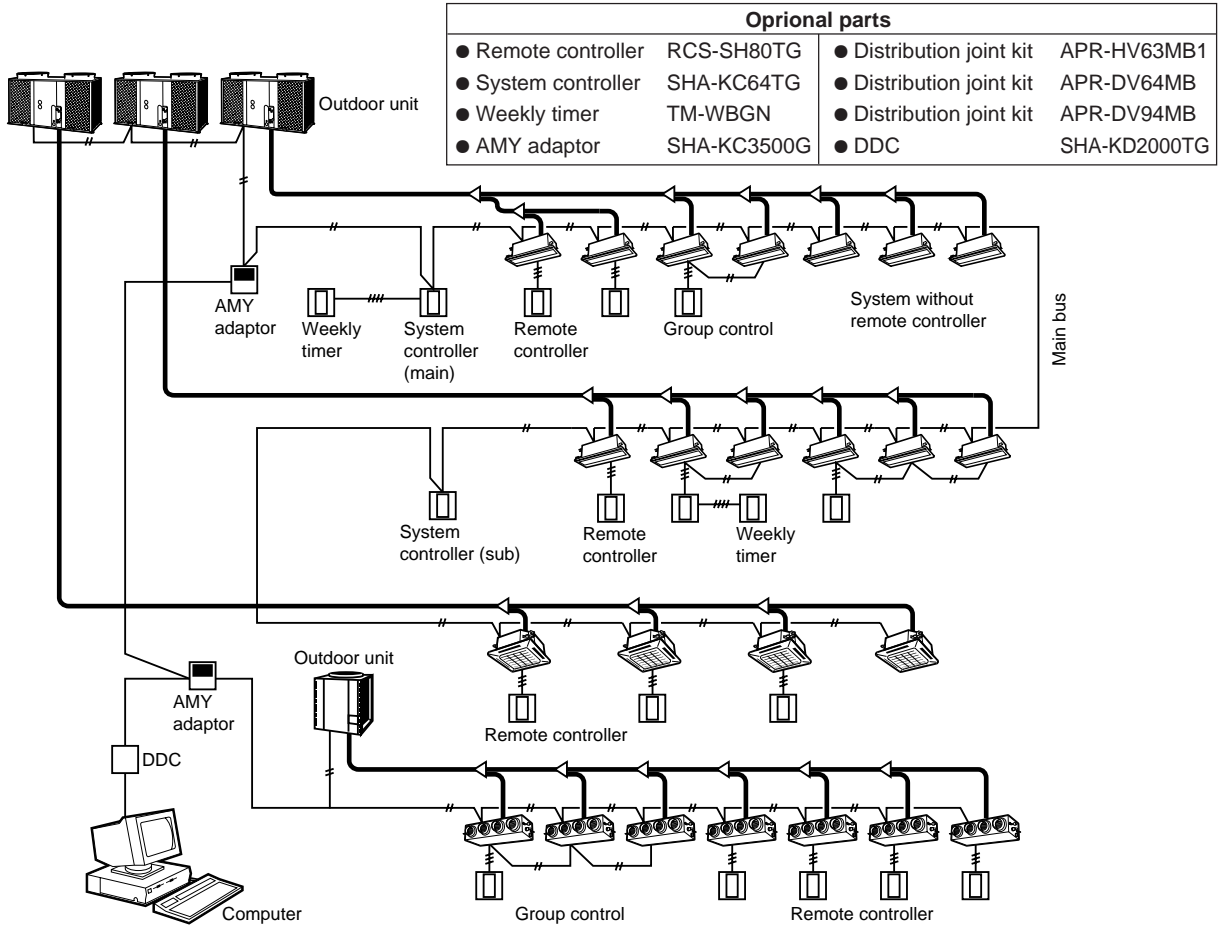 Oprional parts
● Remote controller RCS-SH80TG ● Distribution joint kit APR-HV63MB1
● System controller SHA-KC64TG ● Distribution joint kit APR-DV64MB
● Weekly timer TM-WBGN ● Distribution joint kit APR-DV94MB
● AMY adaptor SHA-KC3500G ● DDC SHA-KD2000TG
Outdoor unit
AMY
adaptor
Weekly
timer
System
controller
(main)
Remote
controller
Group control
System without
remote controller
Main bus
System
controller (sub)
Remote
controller
Weekly
timer
Outdoor unit
AMY
adaptor
Remote controller
DDC
Computer
Group control
Remote controller